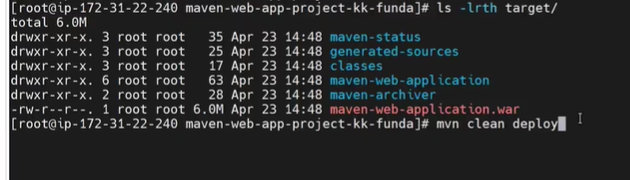 [root@ip-172-31-22-240 maven-web-app-project-kk-funda]# ls -lrth target/
total 6.0M
drwxr-xr-x. 3 root root   35 Apr 23 14:48 maven-status
drwxr-xr-x. 3 root root   25 Apr 23 14:48 generated-sources
drwxr-xr-x. 3 root root   17 Apr 23 14:48 classes
drwxr-xr-x. 6 root root   63 Apr 23 14:48 maven-web-application
drwxr-xr-x. 2 root root   28 Apr 23 14:48 maven-archiver
-rw-r--r--. 1 root root 6.0M Apr 23 14:48 maven-web-application.war
[root@ip-172-31-22-240 maven-web-app-project-kk-funda]# mvn clean deploy